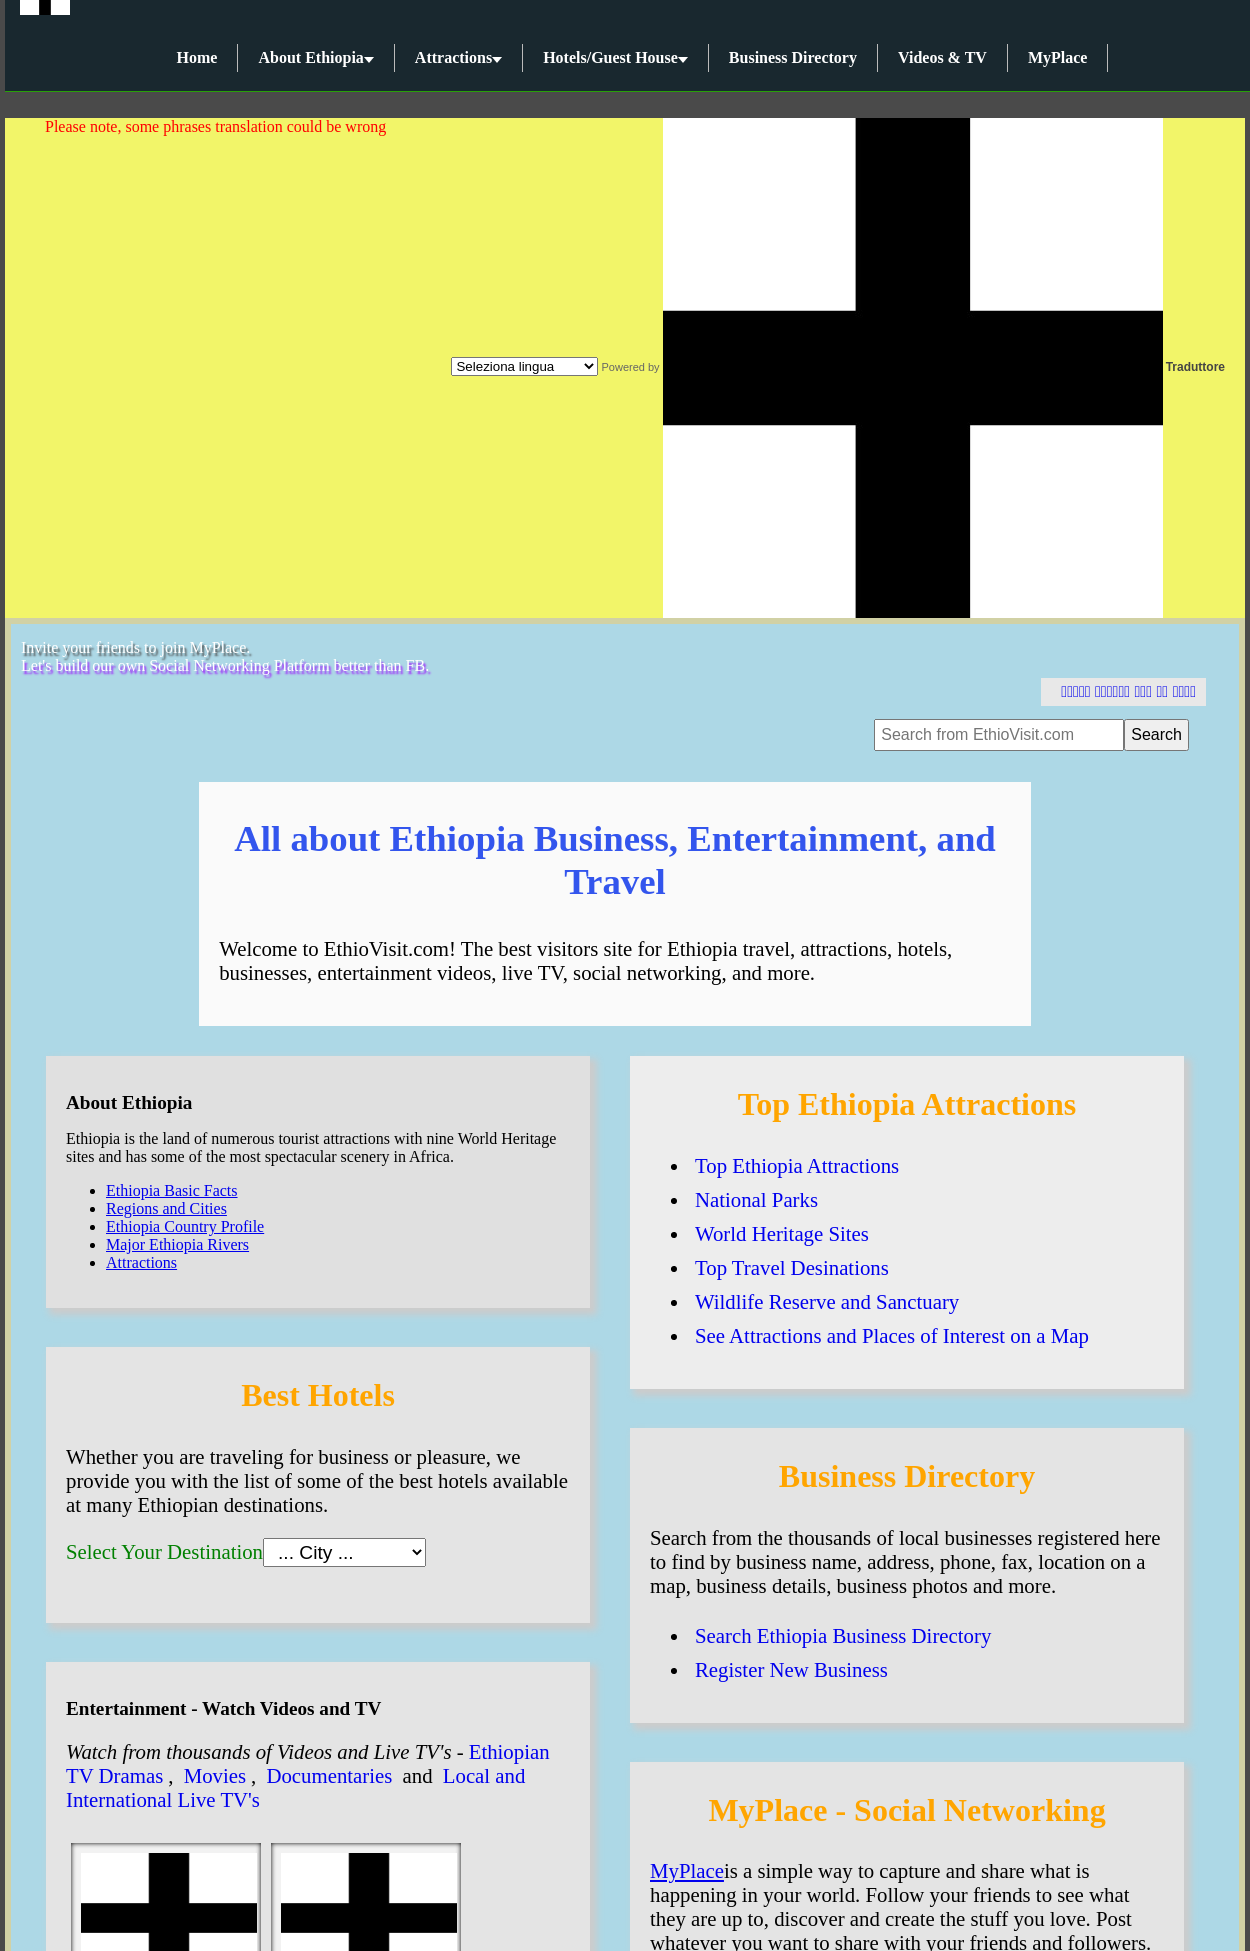 Home
About Ethiopia
Attractions
Hotels/Guest House
Business Directory
Videos & TV
MyPlace
Please note, some phrases translation could be wrong
Seleziona lingua
Powered by
Traduttore
Invite your friends to join MyPlace.
Let's build our own Social Networking Platform better than FB.
Search from EthioVisit.com
Search
All about Ethiopia Business, Entertainment, and
Travel
Welcome to EthioVisit.com! The best visitors site for Ethiopia travel, attractions, hotels,
businesses, entertainment videos, live TV, social networking, and more.
About Ethiopia
Ethiopia is the land of numerous tourist attractions with nine World Heritage
sites and has some of the most spectacular scenery in Africa.
Ethiopia Basic Facts
Regions and Cities
Ethiopia Country Profile
Major Ethiopia Rivers
Attractions
Best Hotels
Whether you are traveling for business or pleasure, we
provide you with the list of some of the best hotels available
at many Ethiopian destinations.
Select Your Destination ... City ...
Entertainment - Watch Videos and TV
Watch from thousands of Videos and Live TV's - Ethiopian
TV Dramas , Movies , Documentaries and Local and
International Live TV's
Top Ethiopia Attractions
Top Ethiopia Attractions
National Parks
World Heritage Sites
Top Travel Desinations
Wildlife Reserve and Sanctuary
See Attractions and Places of Interest on a Map
Business Directory
Search from the thousands of local businesses registered here
to find by business name, address, phone, fax, location on a
map, business details, business photos and more.
Search Ethiopia Business Directory
Register New Business
MyPlace - Social Networking
MyPlaceis a simple way to capture and share what is
happening in your world. Follow your friends to see what
they are up to, discover and create the stuff you love. Post
whatever you want to share with your friends and followers.